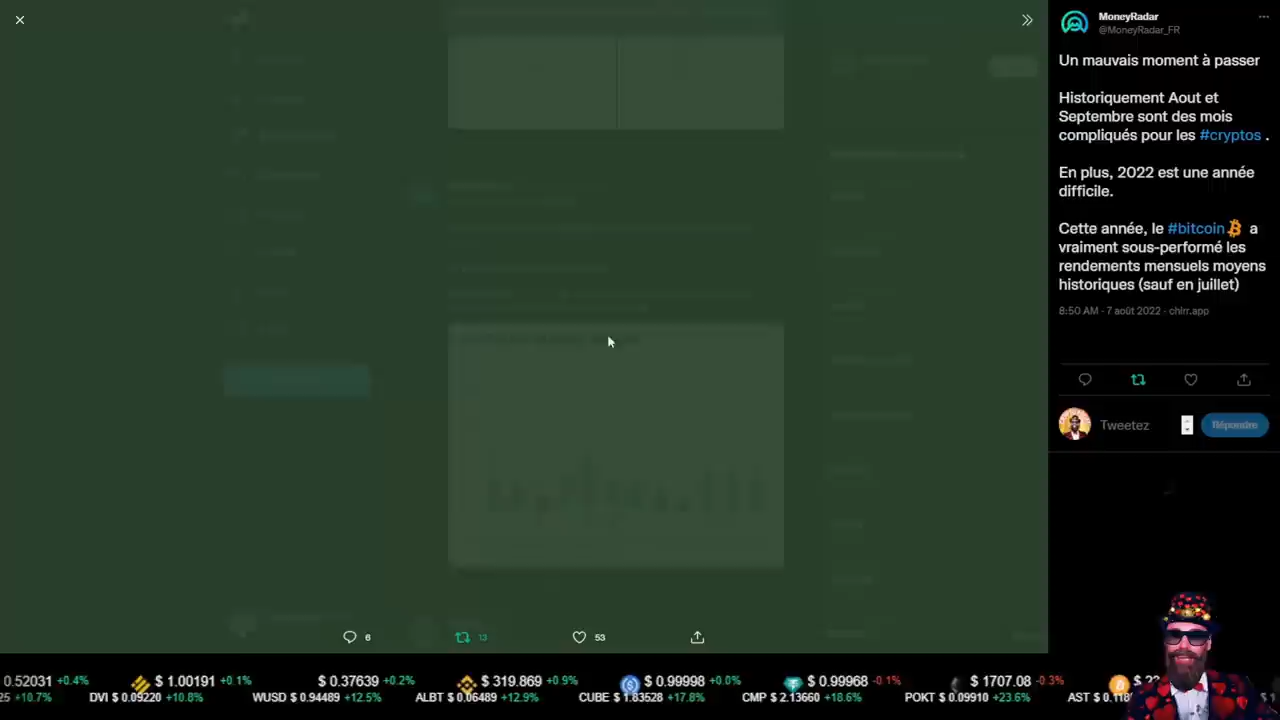 MoneyRadar
@MoneyRadar_FR
Un mauvais moment à passer
Historiquement Aout et
Septembre sont des mois
compliqués pour les #cryptos .
En plus, 2022 est une année
difficile.
Cette année, le #bitcoin a
vraiment sous-performé les
rendements mensuels moyens
historiques (sauf en juillet)
8:50 AM · 7 août 2022 · chirr.app
Tweetez
Répondre
6 13 53
0.52031 +0.4% $ 1.00191 +0.1% $ 0.37639 +0.2% $ 319.869 +0.9% $ 0.99998 +0.0% $ 0.99968 -0.1% $ 1707.08 -0.3%
25 +10.7% DVI $ 0.09220 +10.8% WUSD $ 0.94489 +12.5% ALBT $ 0.06489 +12.9% CUBE $ 1.83528 +17.8% CMP $ 2.13660 +18.6% POKT $ 0.09910 +23.6% AST